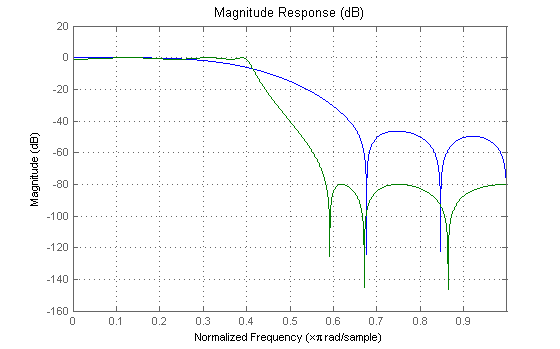 Magnitude Response (dB)
20
0
-20
-40
-60
-80
-100
-120
-140
-160
Magnitude (dB)
0 0.1 0.2 0.3 0.4 0.5 0.6 0.7 0.8 0.9
Normalized Frequency (×π rad/sample)